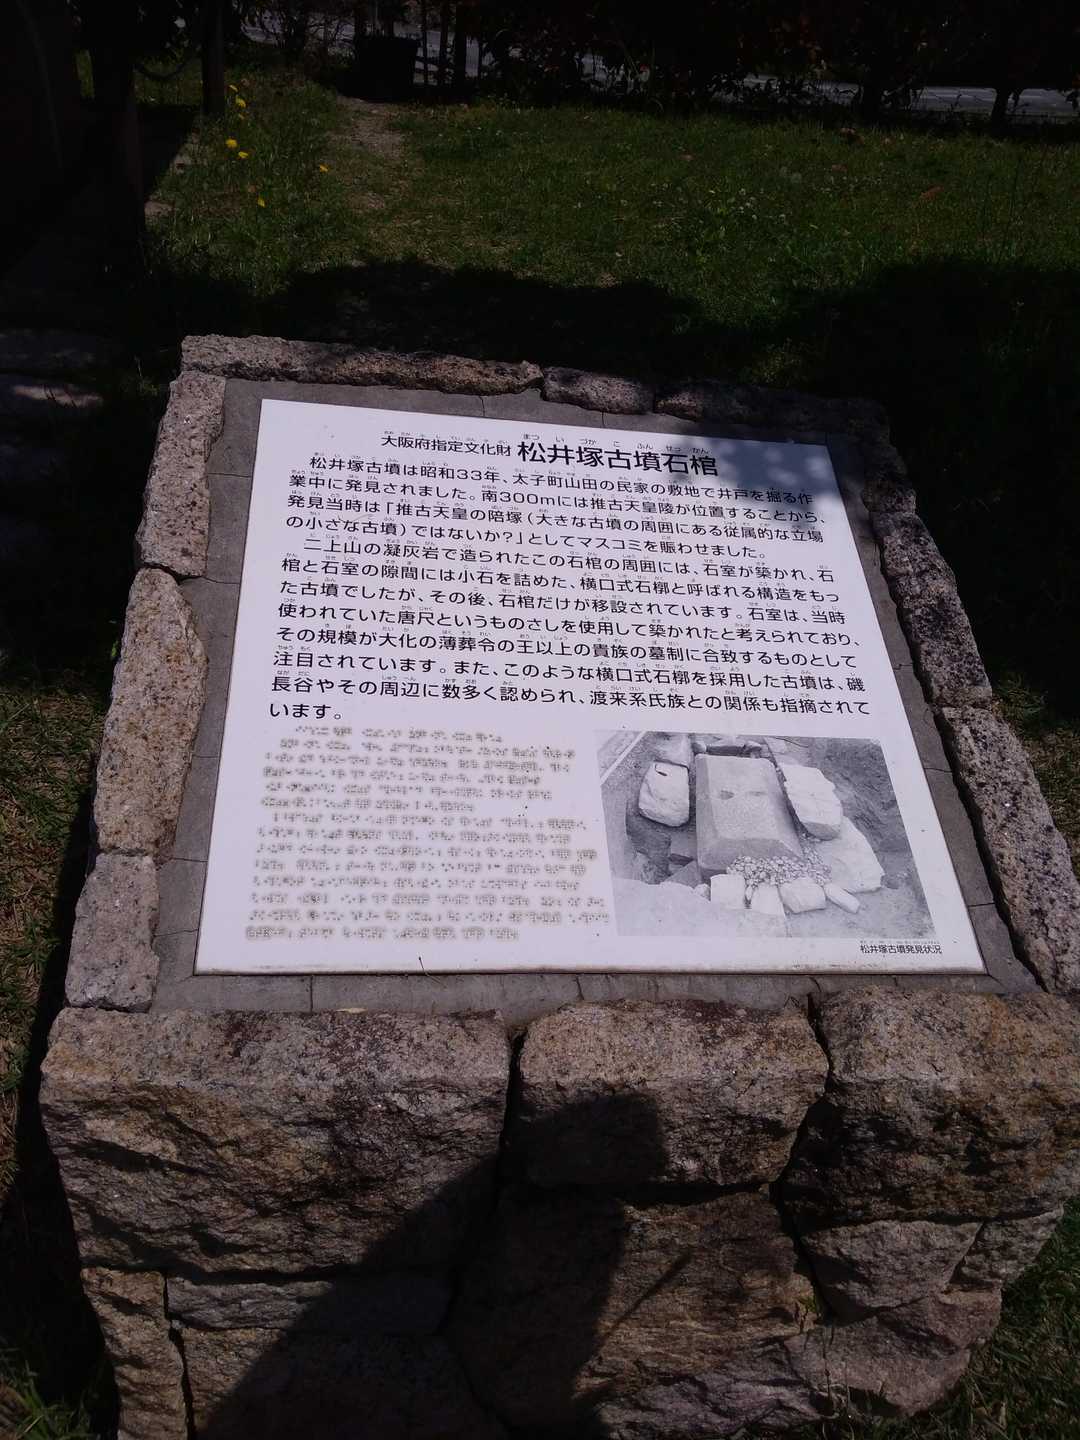 大阪府指定文化財 松井塚古墳石棺
松井塚古墳は昭和33年、太子町山田の民家の敷地で井戸を掘る作
業中に発見されました。南300mには推古天皇陵が位置することから、
発見当時は「推古天皇の陪塚（大きな古墳の周囲にある従属的な立場
の小さな古墳）ではないか？」としてマスコミを賑わせました。
二上山の凝灰岩で造られたこの石棺の周囲には、石室が築かれ、石
棺と石室の隙間には小石を詰めた、横口式石槨と呼ばれる構造をもっ
た古墳でしたが、その後、石棺だけが移設されています。石室は、当時
使われていた唐尺というものさしを使用して築かれたと考えられており、
その規模が大化の薄葬令の王以上の貴族の墓制に合致するものとして
注目されています。また、このような横口式石槨を採用した古墳は、磯
長谷やその周辺に数多く認められ、渡来系氏族との関係も指摘されて
います。
松井塚古墳発見状況